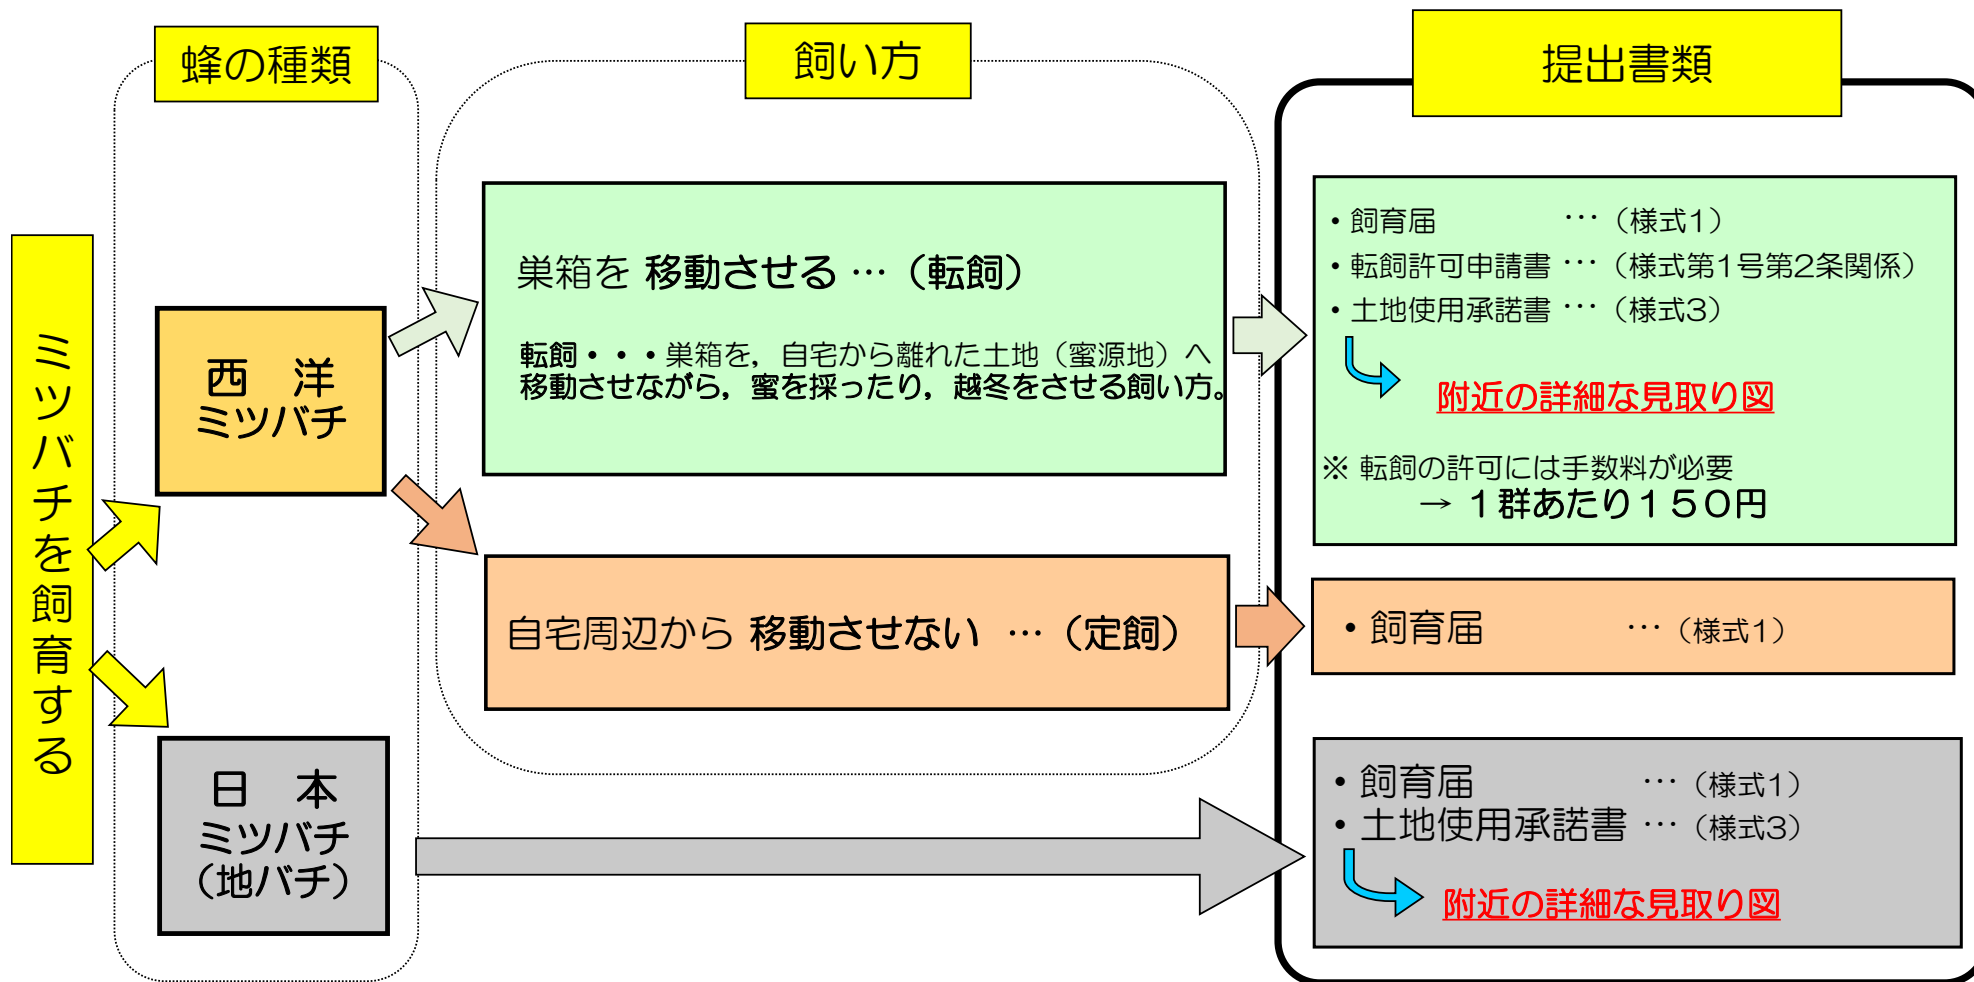 蜂の種類
飼い方
提出書類
ミツバチを飼育する
西　洋
ミツバチ
巣箱を 移動させる …（転飼）
転飼・・・巣箱を，自宅から離れた土地（蜜源地）へ
移動させながら，蜜を採ったり，越冬をさせる飼い方。
・飼育届 …（様式1）
・転飼許可申請書 …（様式第1号第2条関係）
・土地使用承諾書 …（様式3）
附近の詳細な見取り図
※ 転飼の許可には手数料が必要
→ １群あたり１５０円
自宅周辺から 移動させない …（定飼）
・飼育届 …（様式1）
日　本
ミツバチ
（地バチ）
・飼育届 …（様式1）
・土地使用承諾書 …（様式3）
附近の詳細な見取り図